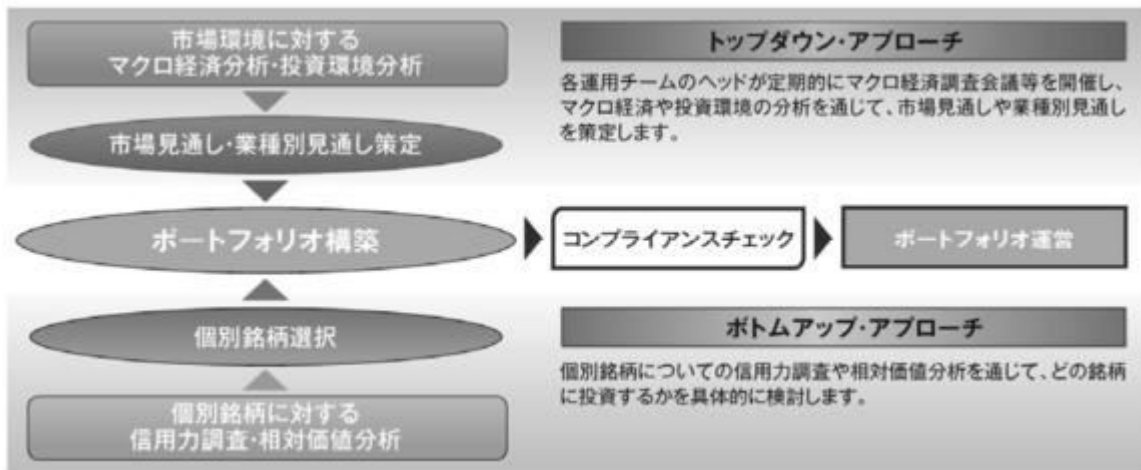 市場環境に対する
マクロ経済分析・投資環境分析
市場見通し・業種別見通し策定
トップダウン・アプローチ
各運用チームのヘッドが定期的にマクロ経済調査会議等を開催し、
マクロ経済や投資環境の分析を通じて、市場見通しや業種別見通し
を策定します。
ポートフォリオ構築
コンプライアンスチェック
ポートフォリオ運営
個別銘柄選択
個別銘柄に対する
信用力調査・相対価値分析
ボトムアップ・アプローチ
個別銘柄についての信用力調査や相対価値分析を通じて、どの銘柄
に投資するかを具体的に検討します。